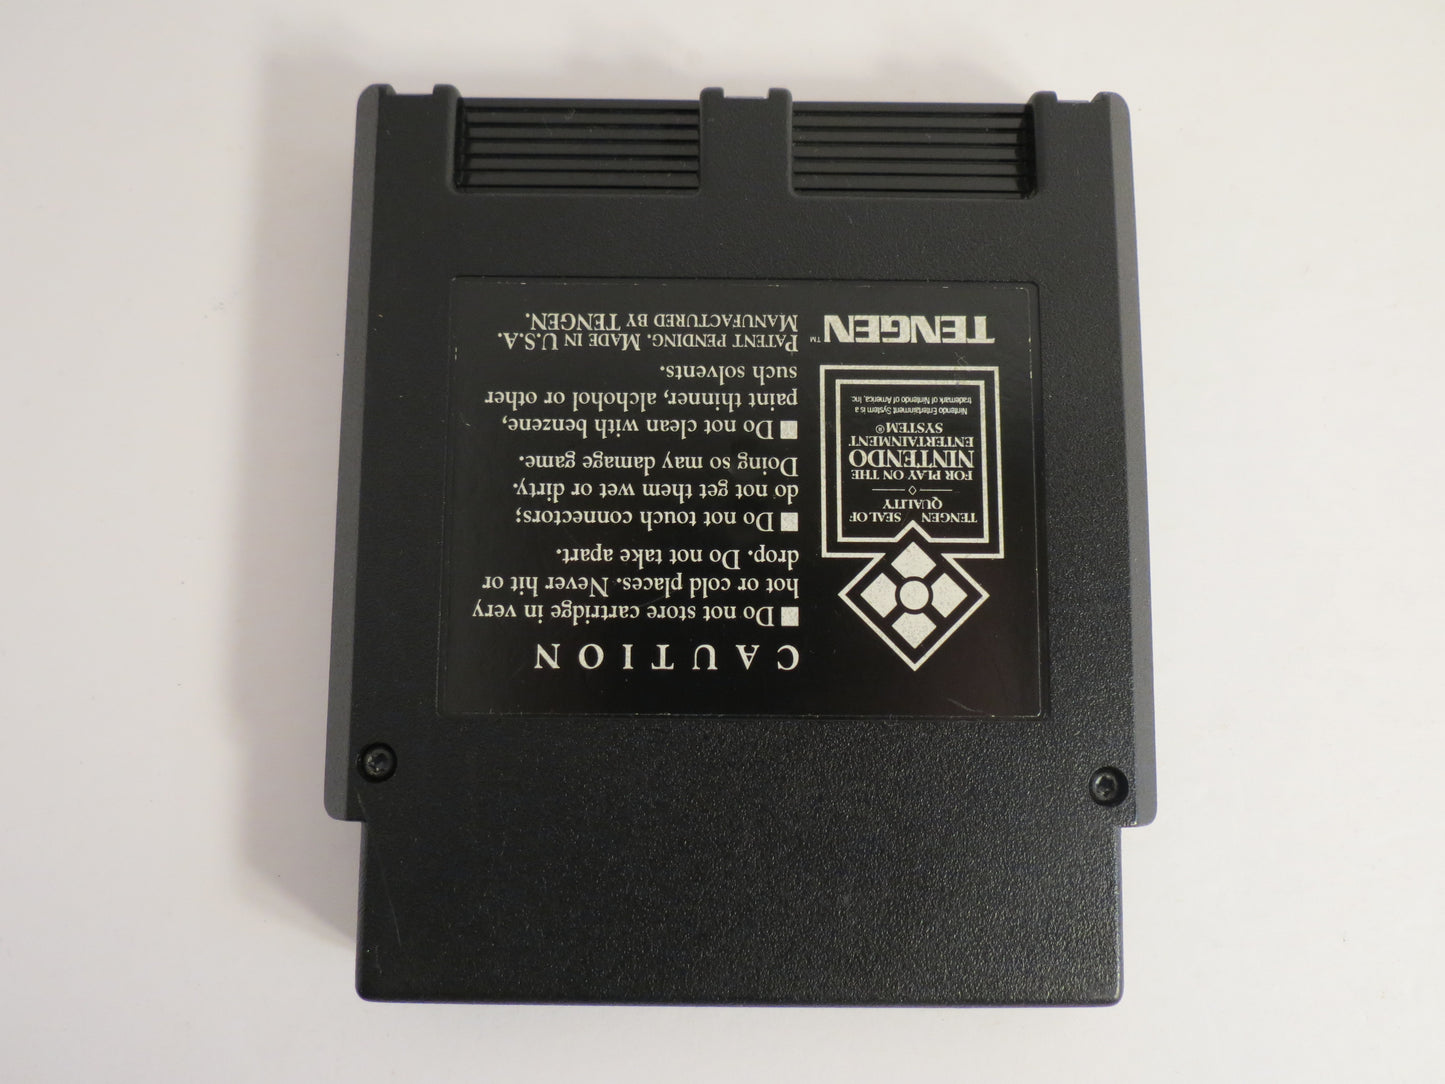 CAUTION
■ Do not store cartridge in very
hot or cold places. Never hit or
drop. Do not take apart.
■ Do not touch connectors;
do not get them wet or dirty.
Doing so may damage game.
■ Do not clean with benzene,
paint thinner, alchohol or other
such solvents.
PATENT PENDING. MADE IN U.S.A.
MANUFACTURED BY TENGEN.
TENGEN SEAL OF
QUALITY
FOR PLAY ON THE
NINTENDO
ENTERTAINMENT
SYSTEM®
Nintendo Entertainment System is a
trademark of Nintendo of America, Inc.
TENGEN™